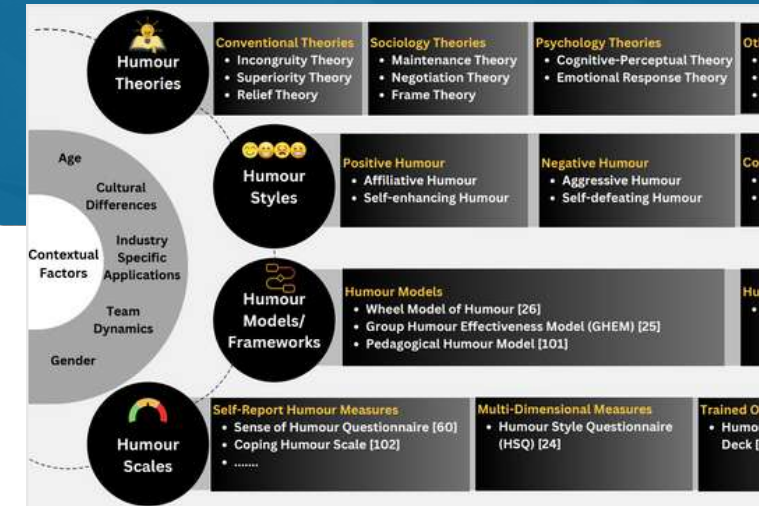 Humour
Theories
Conventional Theories
• Incongruity Theory
• Superiority Theory
• Relief Theory
Sociology Theories
• Maintenance Theory
• Negotiation Theory
• Frame Theory
Psychology Theories
• Cognitive-Perceptual Theory
• Emotional Response Theory
Humour
Styles
Positive Humour
• Affiliative Humour
• Self-enhancing Humour
Negative Humour
• Aggressive Humour
• Self-defeating Humour
Contextual
Factors
Age
Cultural
Differences
Industry
Specific
Applications
Team
Dynamics
Gender
Humour
Models/
Frameworks
Humour Models
• Wheel Model of Humour [26]
• Group Humour Effectiveness Model (GHEM) [25]
• Pedagogical Humour Model [101]
Humour
Scales
Self-Report Humour Measures
• Sense of Humour Questionnaire [60]
• Coping Humour Scale [102]
• .......
Multi-Dimensional Measures
• Humour Style Questionnaire
(HSQ) [24]
Trained
Deck [